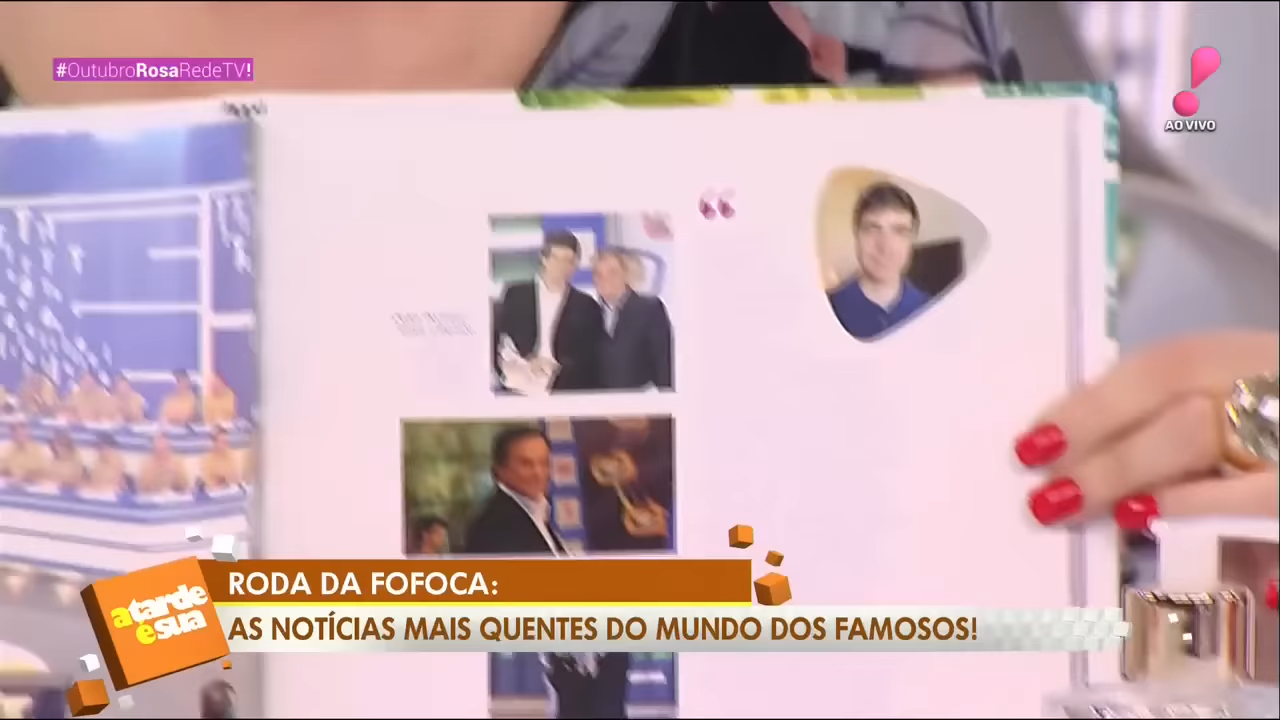 #OutubroRosaRedeTV!
AO VIVO
“
RODA DA FOFOCA:
a tarde
é sua
AS NOTÍCIAS MAIS QUENTES DO MUNDO DOS FAMOSOS!